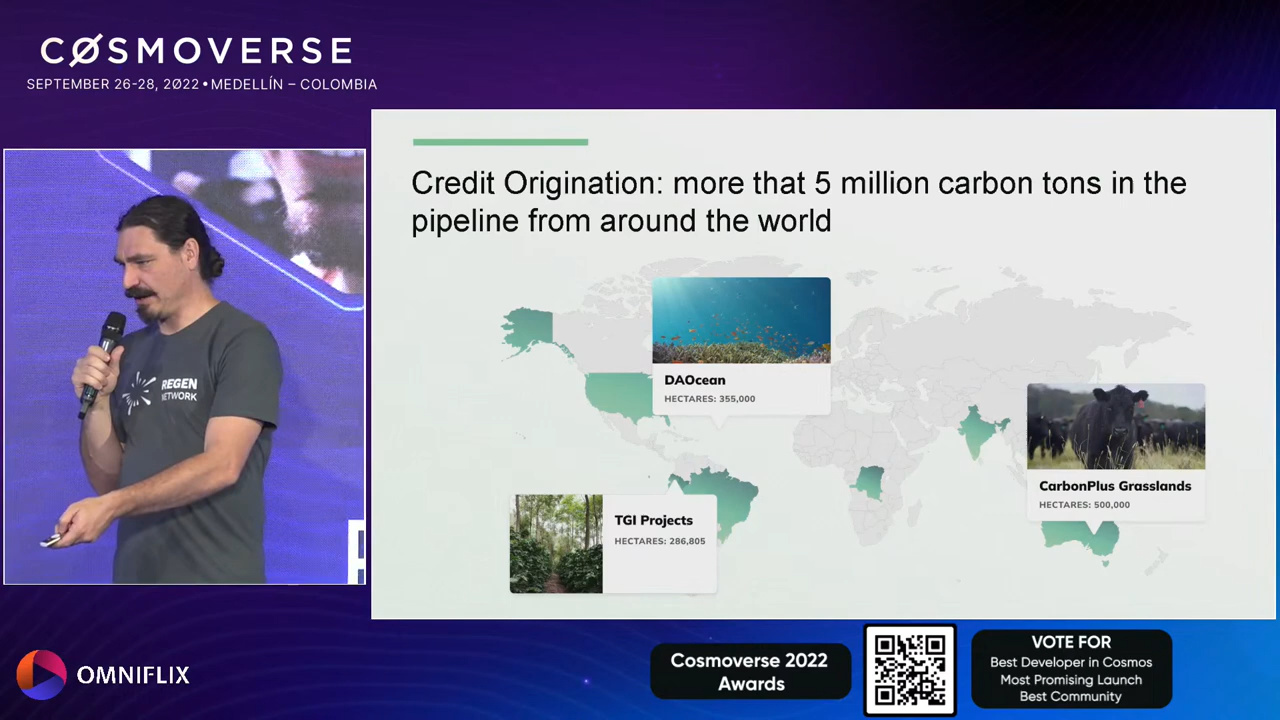 CØSMOVERSE
SEPTEMBER 26-28, 2Ø22 • MEDELLÍN – COLOMBIA
REGEN
NETWORK
Credit Origination: more that 5 million carbon tons in the
pipeline from around the world
DAOcean
HECTARES: 355,000
CarbonPlus Grasslands
HECTARES: 500,000
TGI Projects
HECTARES: 286,805
OMNIFLIX
Cosmoverse 2022
Awards
VOTE FOR
Best Developer in Cosmos
Most Promising Launch
Best Community